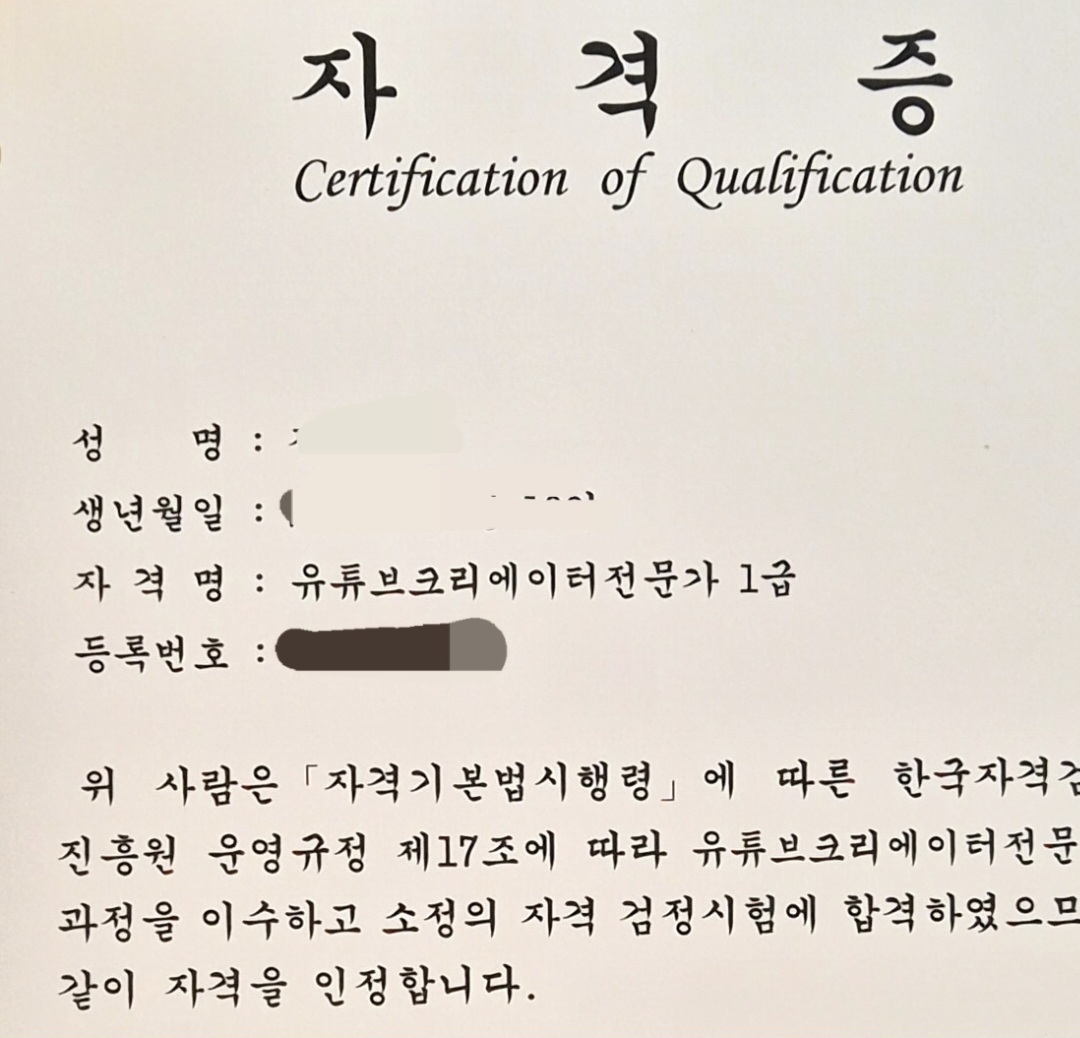 자 격 증
Certification of Qualification
성 명 :
생년월일 :
자 격 명 : 유튜브크리에이터전문가 1급
등록번호 :
위 사람은 「자격기본법시행령」에 따른 한국자격검
진흥원 운영규정 제17조에 따라 유튜브크리에이터전문
과정을 이수하고 소정의 자격 검정시험에 합격하였으므
같이 자격을 인정합니다.